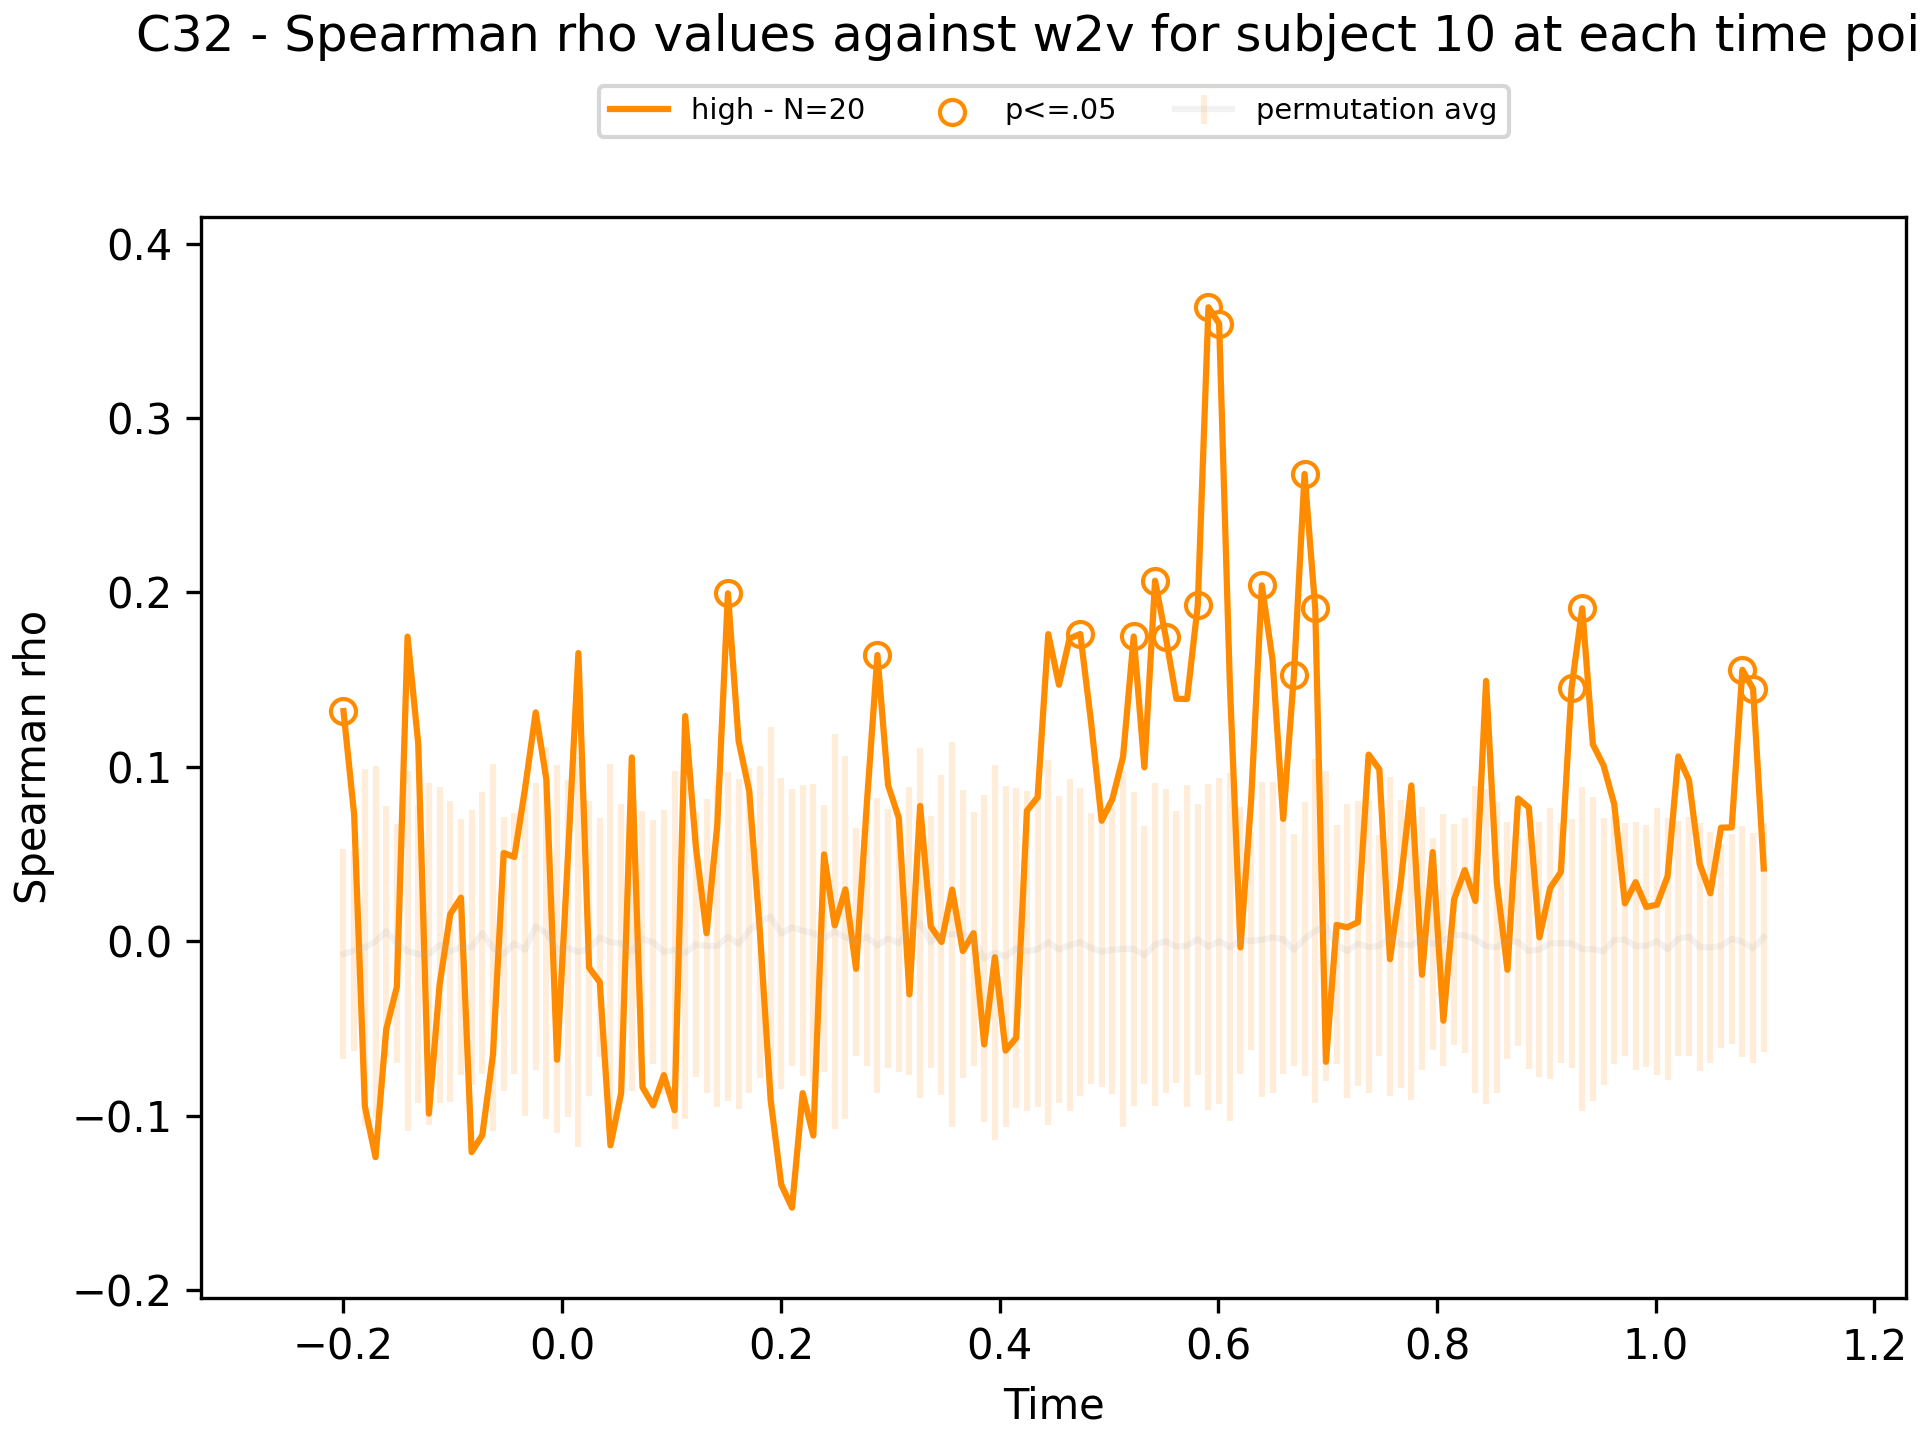 C32 - Spearman rho values against w2v for subject 10 at each time poi
high - N=20 p<=.05 permutation avg
0.4
0.3
0.2
0.1
0.0
−0.1
−0.2
Spearman rho
−0.2 0.0 0.2 0.4 0.6 0.8 1.0 1.2
Time